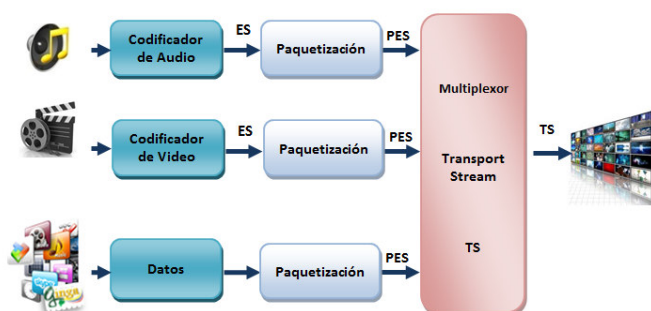 Codificador
de Audio
ES
Paquetización
PES
Codificador
de Video
ES
Paquetización
PES
Datos
Paquetización
PES
Multiplexor
Transport
Stream
TS
TS
skype